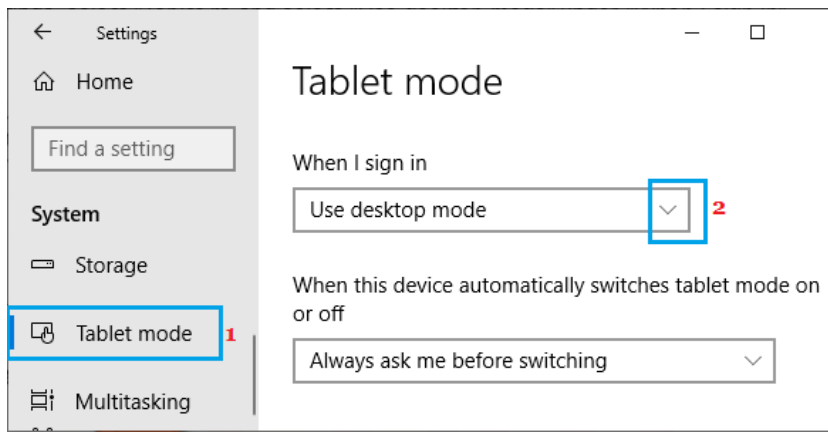 Settings
Home
Find a setting
System
Storage
Tablet mode
1
Multitasking
Tablet mode
When I sign in
Use desktop mode
2
When this device automatically switches tablet mode on
or off
Always ask me before switching